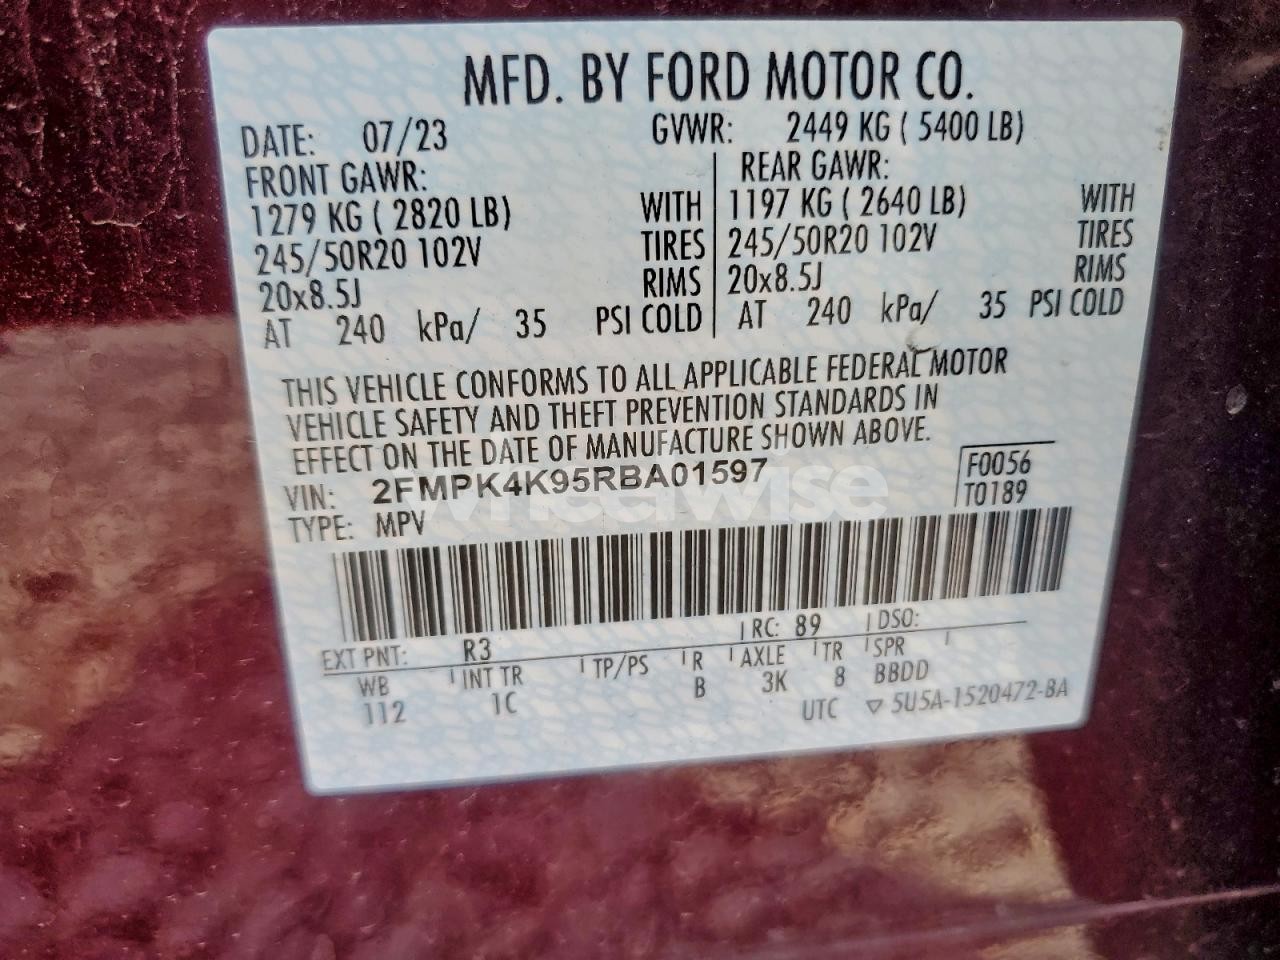 MFD. BY FORD MOTOR CO.
DATE: 07/23 GVWR: 2449 KG ( 5400 LB)
FRONT GAWR: REAR GAWR:
1279 KG ( 2820 LB) WITH 1197 KG ( 2640 LB) WITH
245/50R20 102V TIRES 245/50R20 102V TIRES
20x8.5J RIMS 20x8.5J RIMS
AT 240 kPa/ 35 PSI COLD AT 240 kPa/ 35 PSI COLD
THIS VEHICLE CONFORMS TO ALL APPLICABLE FEDERAL MOTOR
VEHICLE SAFETY AND THEFT PREVENTION STANDARDS IN
EFFECT ON THE DATE OF MANUFACTURE SHOWN ABOVE.
VIN: 2FMPK4K95RBA01597 F0056
TYPE: MPV T0189
wheelwise
EXT PNT: R3 RC: 89 DSO:
WB INT TR TP/PS R AXLE TR SPR
112 1C B 3K 8 BBDD
UTC ▽ 5U5A-1520472-BA